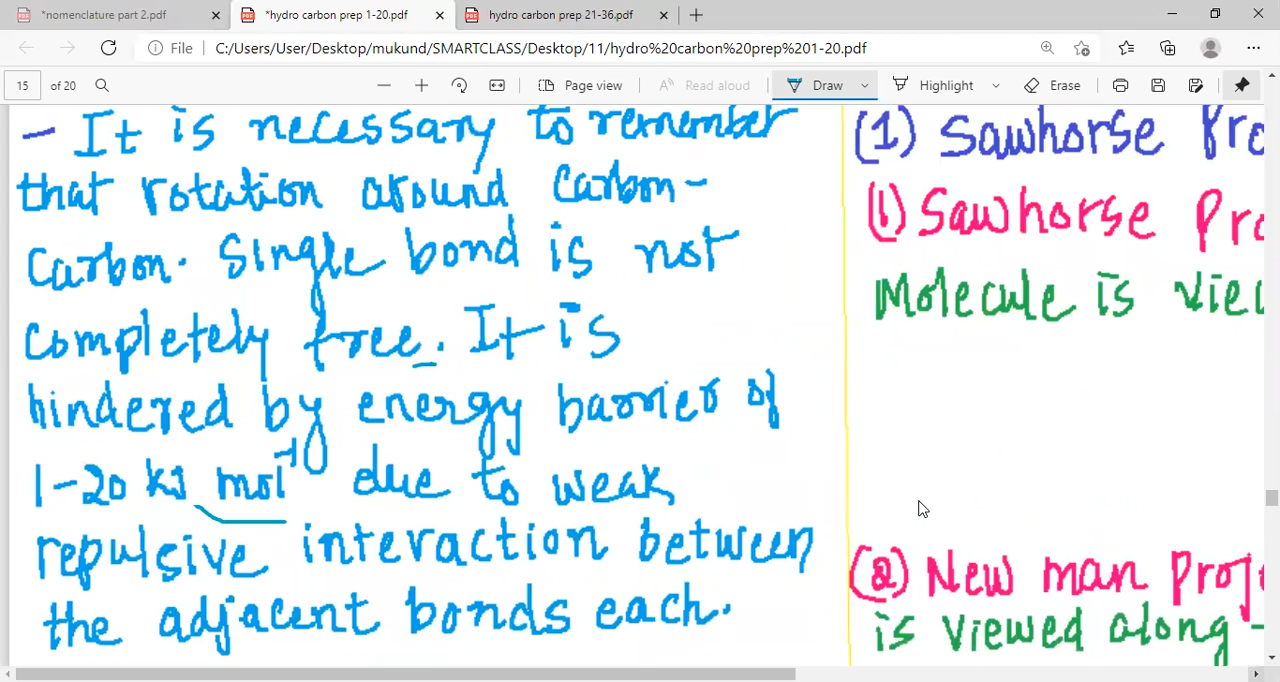 *nomenclature part 2.pdf
*hydro carbon prep 1-20.pdf
hydro carbon prep 21-36.pdf
File
C:/Users/User/Desktop/mukund/SMARTCLASS/Desktop/11/hydro%20carbon%20prep%201-20.pdf
15 of 20
Page view
Read aloud
Draw
Highlight
Erase
- It is necessary to remember
that rotation around carbon-
carbon. Single bond is not
completely free. It is
hindered by energy barrier of
1-20 kJ mol-1 due to weak
repulsive interaction between
the adjacent bonds each.
(1) Sawhorse Pro
(1) Sawhorse Pro
Molecule is view
(2) New man Proje
is viewed along -